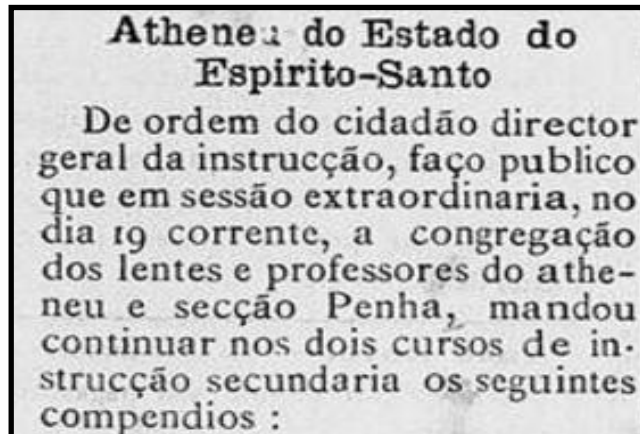 Atheneu do Estado do
Espirito-Santo
De ordem do cidadão director
geral da instrucção, faço publico
que em sessão extraordinaria, no
dia 19 corrente, a congregação
dos lentes e professores do athe-
neu e secção Penha, mandou
continuar nos dois cursos de in-
strucção secundaria os seguintes
compendios :